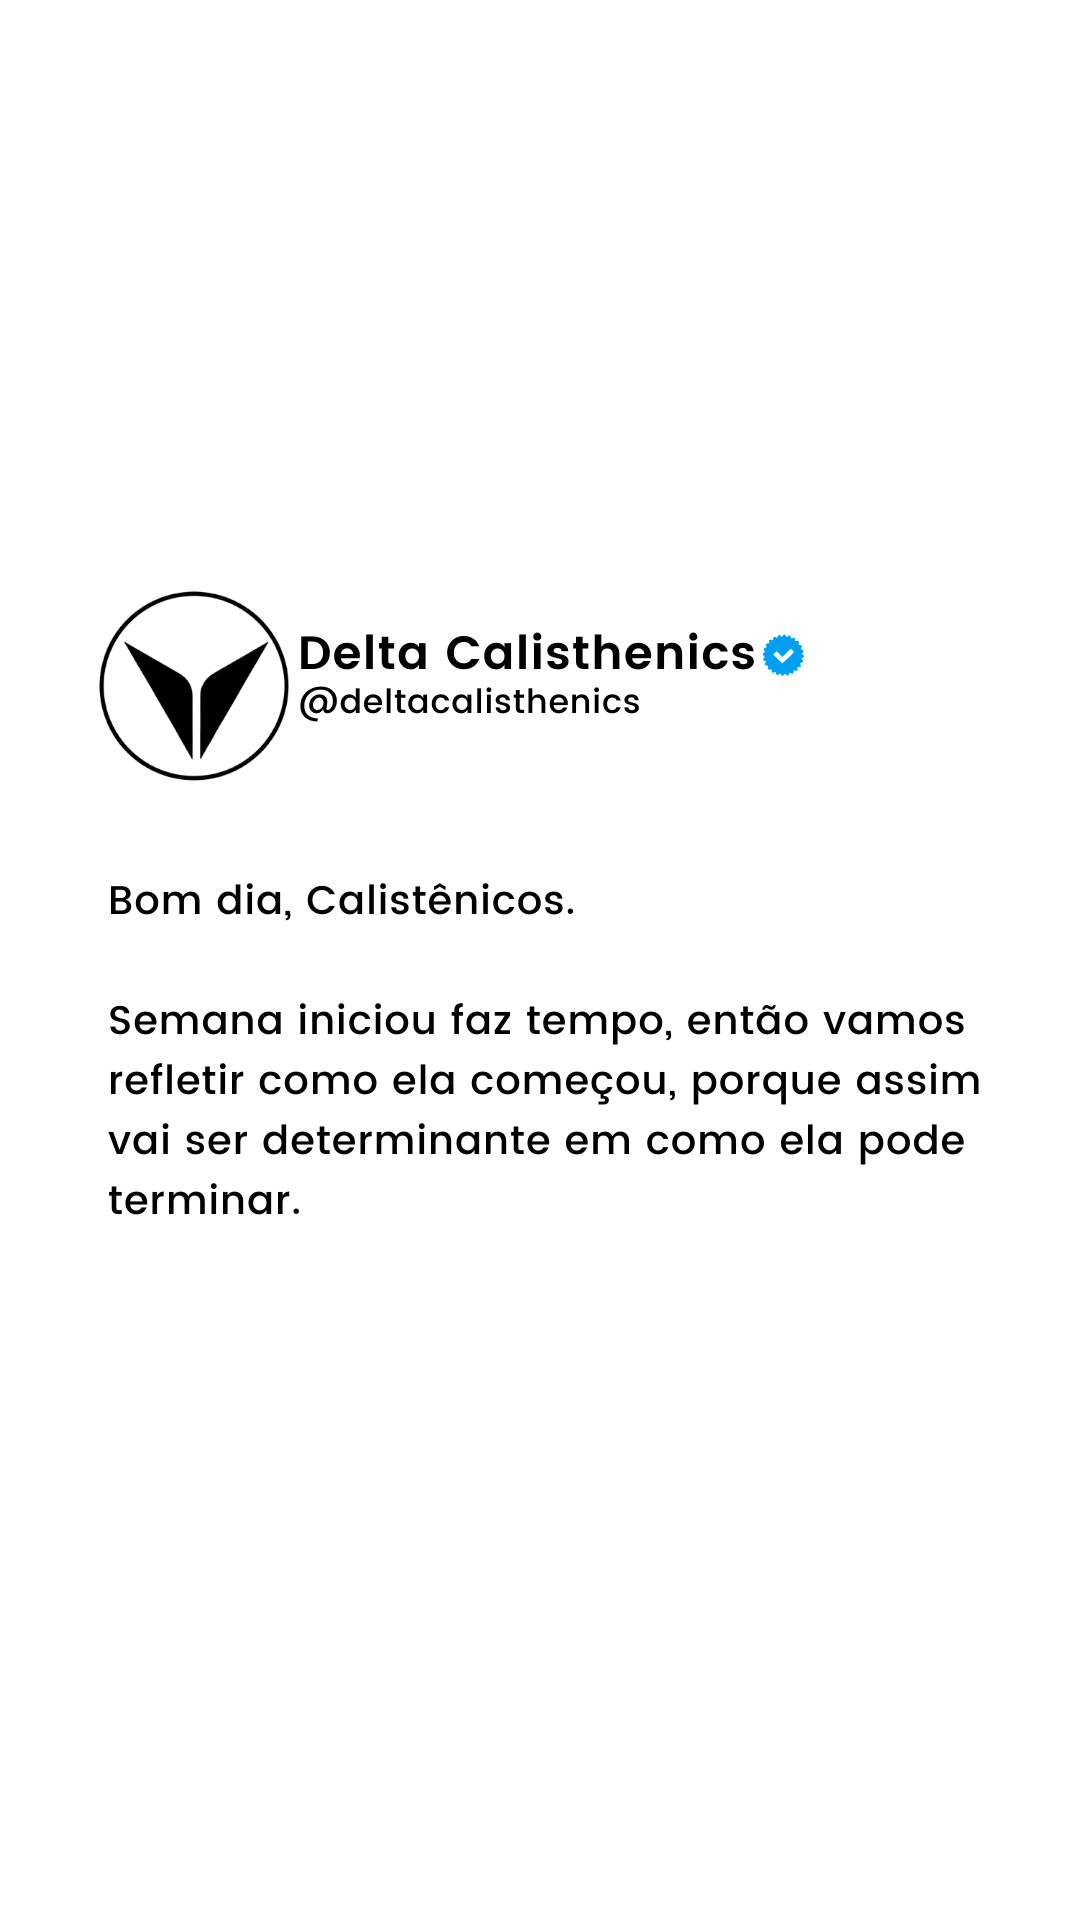 Delta Calisthenics
@deltacalisthenics
Bom dia, Calistênicos.
Semana iniciou faz tempo, então vamos
refletir como ela começou, porque assim
vai ser determinante em como ela pode
terminar.